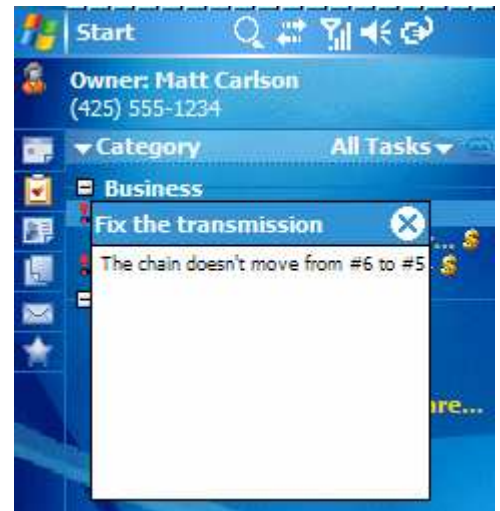 Start
Owner: Matt Carlson
(425) 555-1234
Category All Tasks
Business
Fix the transmission
...
The chain doesn't move from #6 to #5
are...